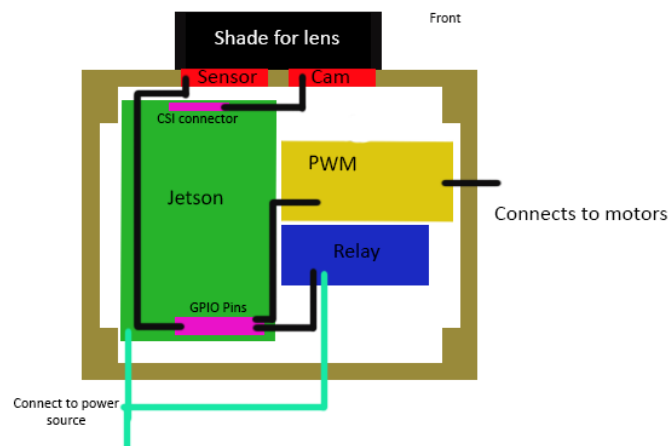 Front
Shade for lens
Sensor
Cam
CSI connector
PWM
Jetson
Connects to motors
Relay
GPIO Pins
Connect to power
source